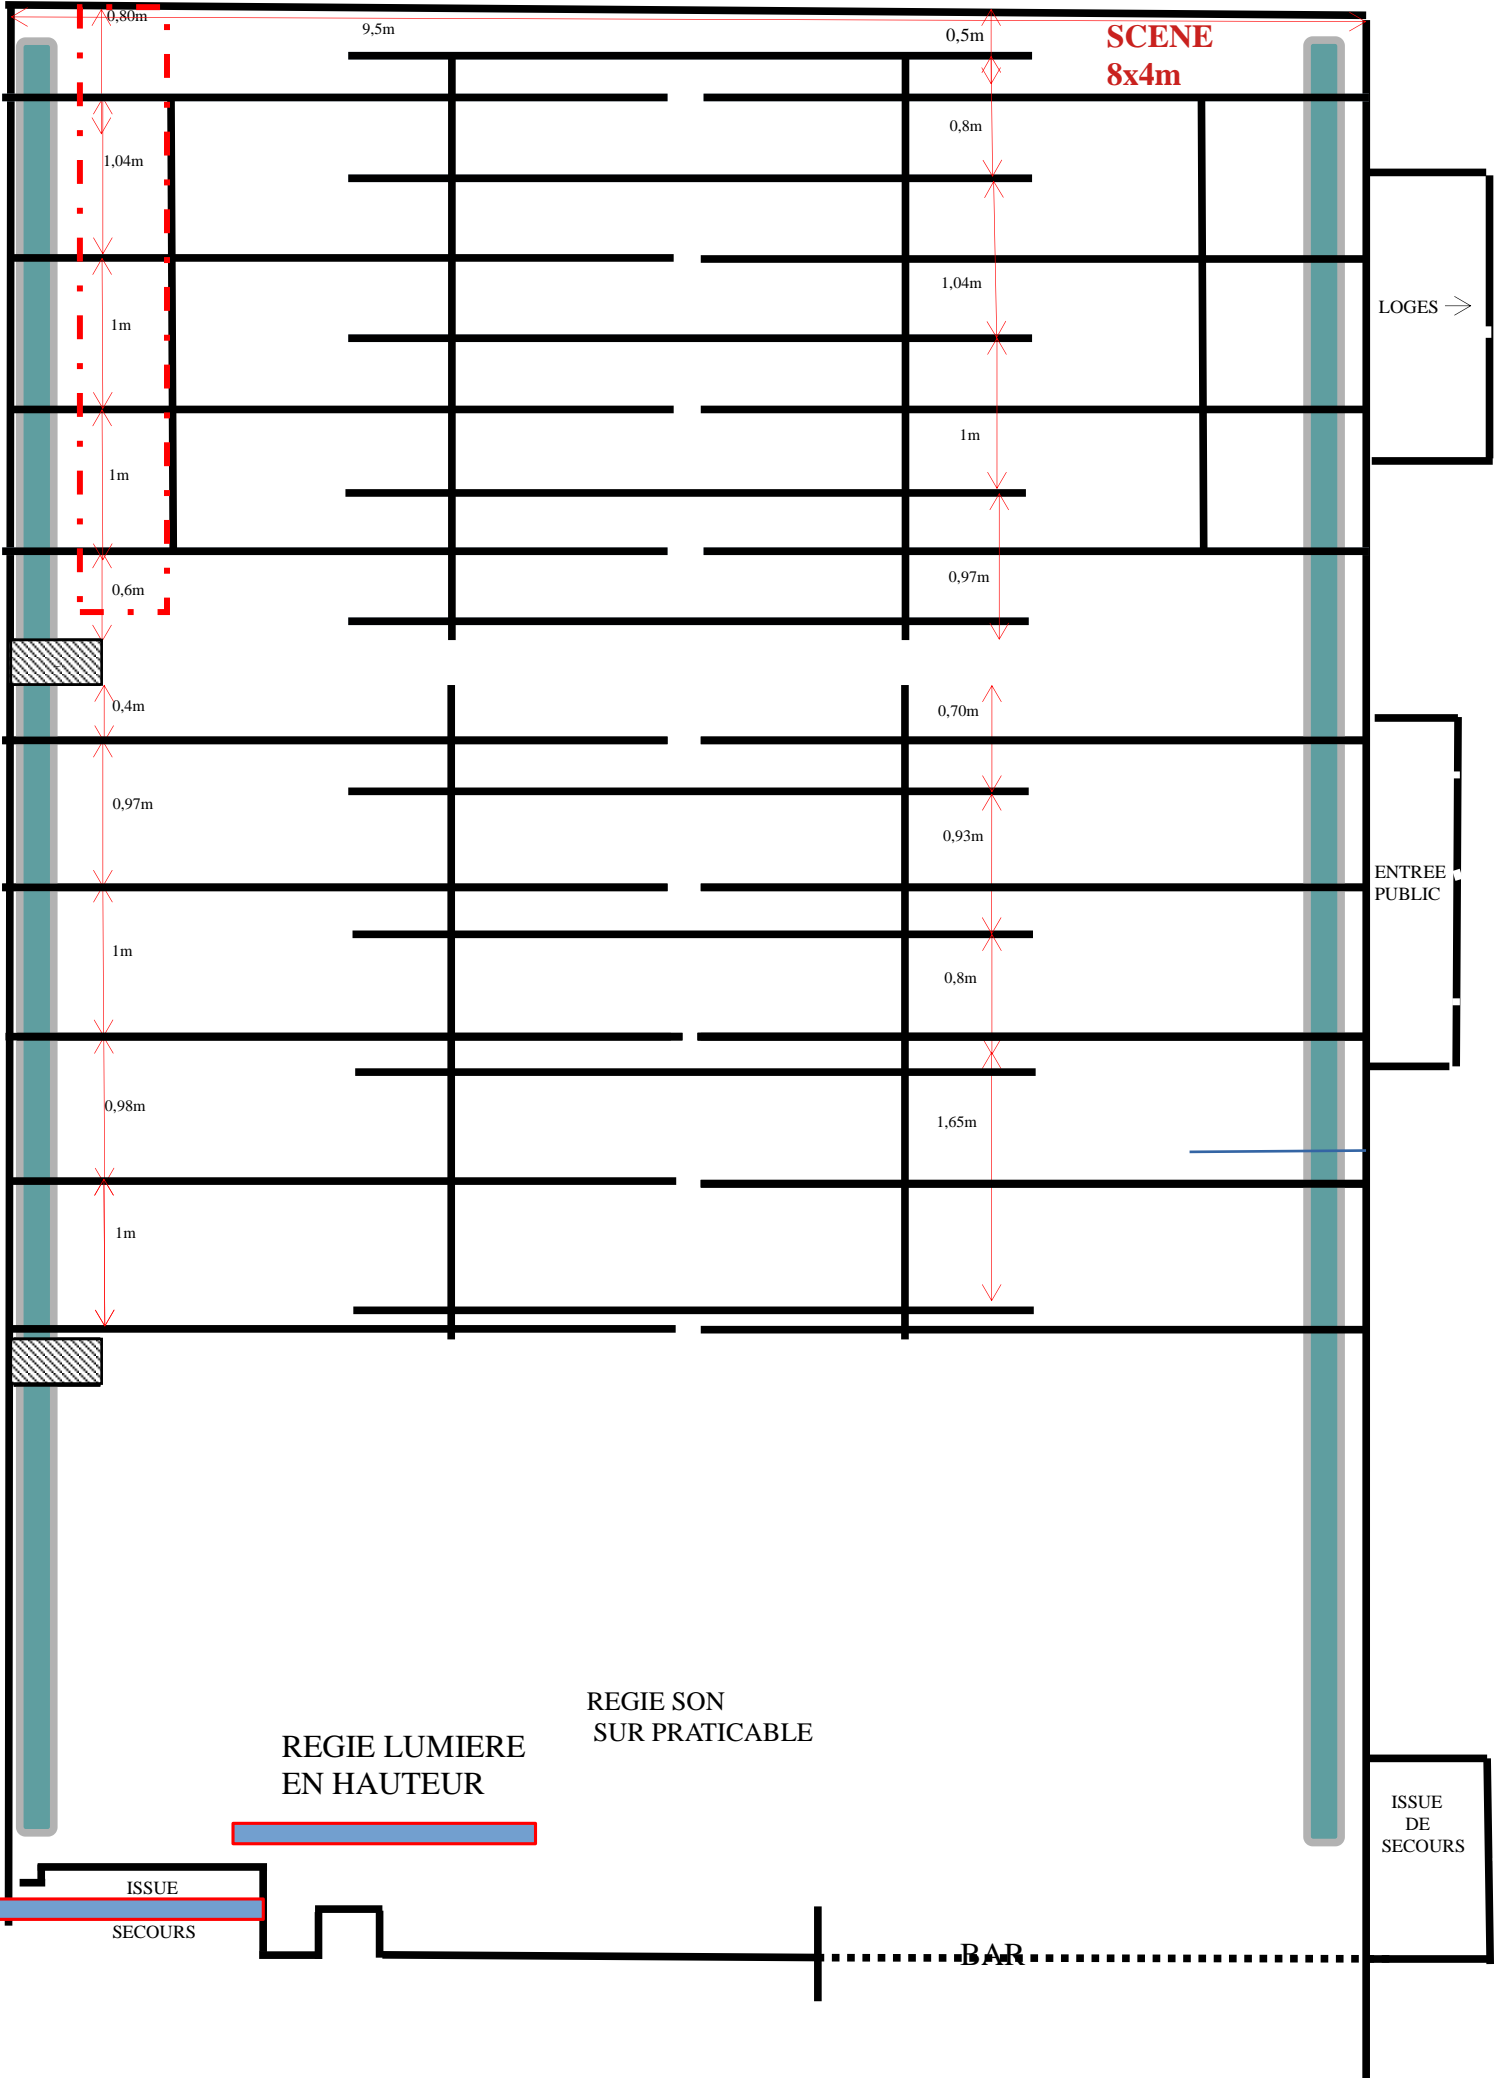 0,80m
9,5m
0,5m
SCENE
8x4m
0,8m
1,04m
1,04m
LOGES
1m
1m
1m
0,97m
0,6m
0,4m
0,70m
0,97m
0,93m
ENTREE
PUBLIC
1m
0,8m
0,98m
1,65m
1m
REGIE SON
SUR PRATICABLE
REGIE LUMIERE
EN HAUTEUR
ISSUE
DE
SECOURS
ISSUE
SECOURS
BAR